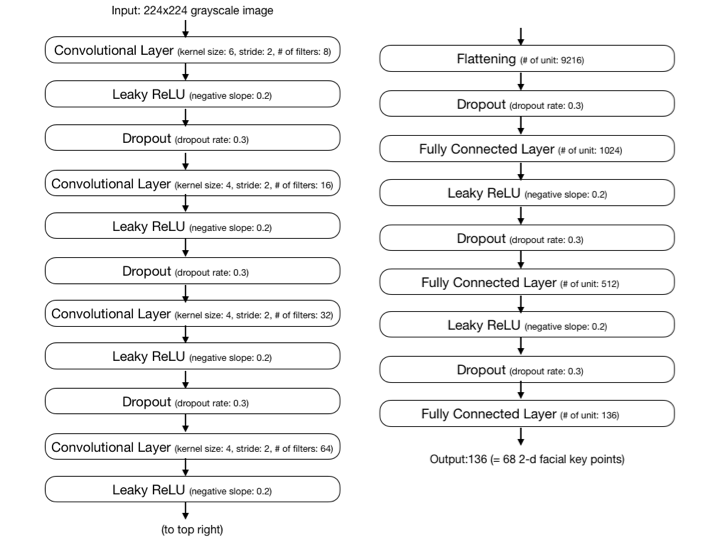 Input: 224x224 grayscale image
Convolutional Layer (kernel size: 6, stride: 2, # of filters: 8)
Leaky ReLU (negative slope: 0.2)
Dropout (dropout rate: 0.3)
Convolutional Layer (kernel size: 4, stride: 2, # of filters: 16)
Leaky ReLU (negative slope: 0.2)
Dropout (dropout rate: 0.3)
Convolutional Layer (kernel size: 4, stride: 2, # of filters: 32)
Leaky ReLU (negative slope: 0.2)
Dropout (dropout rate: 0.3)
Convolutional Layer (kernel size: 4, stride: 2, # of filters: 64)
Leaky ReLU (negative slope: 0.2)
(to top right)
Flattening (# of unit: 9216)
Dropout (dropout rate: 0.3)
Fully Connected Layer (# of unit: 1024)
Leaky ReLU (negative slope: 0.2)
Dropout (dropout rate: 0.3)
Fully Connected Layer (# of unit: 512)
Leaky ReLU (negative slope: 0.2)
Dropout (dropout rate: 0.3)
Fully Connected Layer (# of unit: 136)
Output:136 (= 68 2-d facial key points)